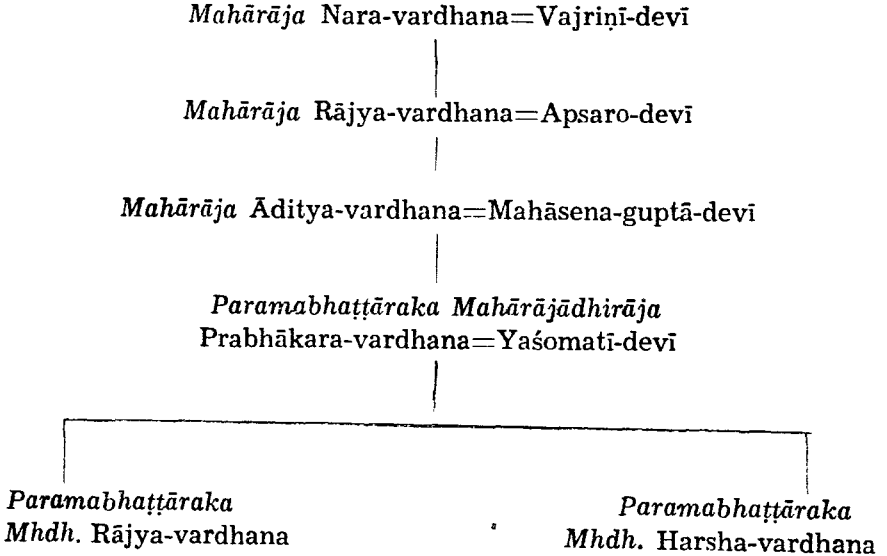 Mahārāja Nara-vardhana=Vajriṇī-devī
Mahārāja Rājya-vardhana=Apsaro-devī
Mahārāja Āditya-vardhana=Mahāsena-guptā-devī
Paramabhaṭṭāraka Mahārājādhirāja
Prabhākara-vardhana=Yaśomatī-devī
Paramabhaṭṭāraka
Mhdh. Rājya-vardhana
Paramabhaṭṭāraka
Mhdh. Harsha-vardhana